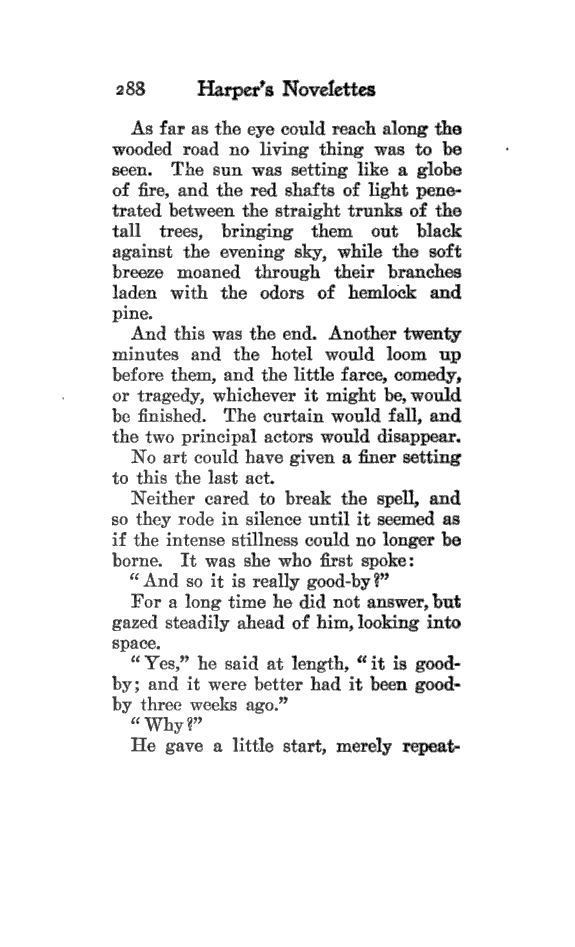 288 Harper's Novelettes
As far as the eye could reach along the
wooded road no living thing was to be
seen. The sun was setting like a globe
of fire, and the red shafts of light pene-
trated between the straight trunks of the
tall trees, bringing them out black
against the evening sky, while the soft
breeze moaned through their branches
laden with the odors of hemlock and
pine.
And this was the end. Another twenty
minutes and the hotel would loom up
before them, and the little farce, comedy,
or tragedy, whichever it might be, would
be finished. The curtain would fall, and
the two principal actors would disappear.
No art could have given a finer setting
to this the last act.
Neither cared to break the spell, and
so they rode in silence until it seemed as
if the intense stillness could no longer be
borne. It was she who first spoke:
"And so it is really good-by?"
For a long time he did not answer, but
gazed steadily ahead of him, looking into
space.
"Yes," he said at length, "it is good-
by; and it were better had it been good-
by three weeks ago."
"Why?"
He gave a little start, merely repeat-